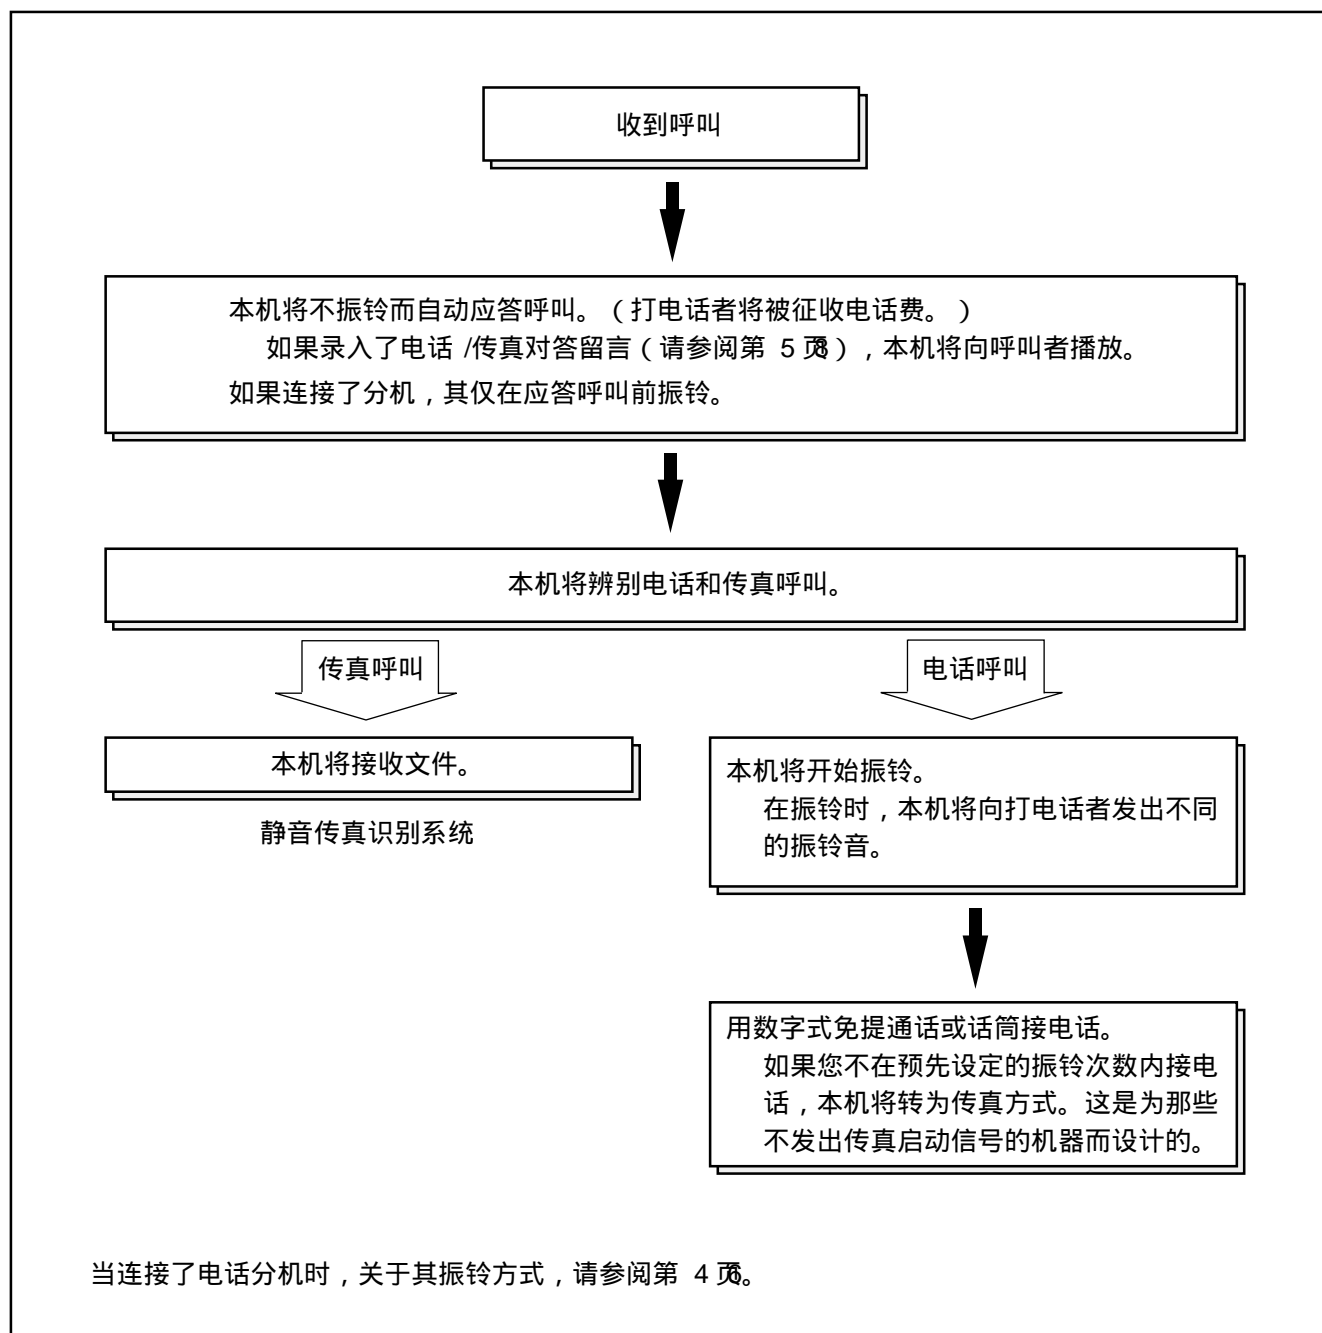 收到呼叫
本机将不振铃而自动应答呼叫。(打电话者将被征收电话费。)
如果录入了电话 /传真对答留言(请参阅第 58页),本机将向呼叫者播放。
如果连接了分机,其仅在应答呼叫前振铃。
本机将辨别电话和传真呼叫。
传真呼叫
电话呼叫
本机将接收文件。
静音传真识别系统
本机将开始振铃。
在振铃时,本机将向打电话者发出不同
的振铃音。
用数字式免提通话或话筒接电话。
如果您不在预先设定的振铃次数内接电
话,本机将转为传真方式。这是为那些
不发出传真启动信号的机器而设计的。
当连接了电话分机时,关于其振铃方式,请参阅第 46页。